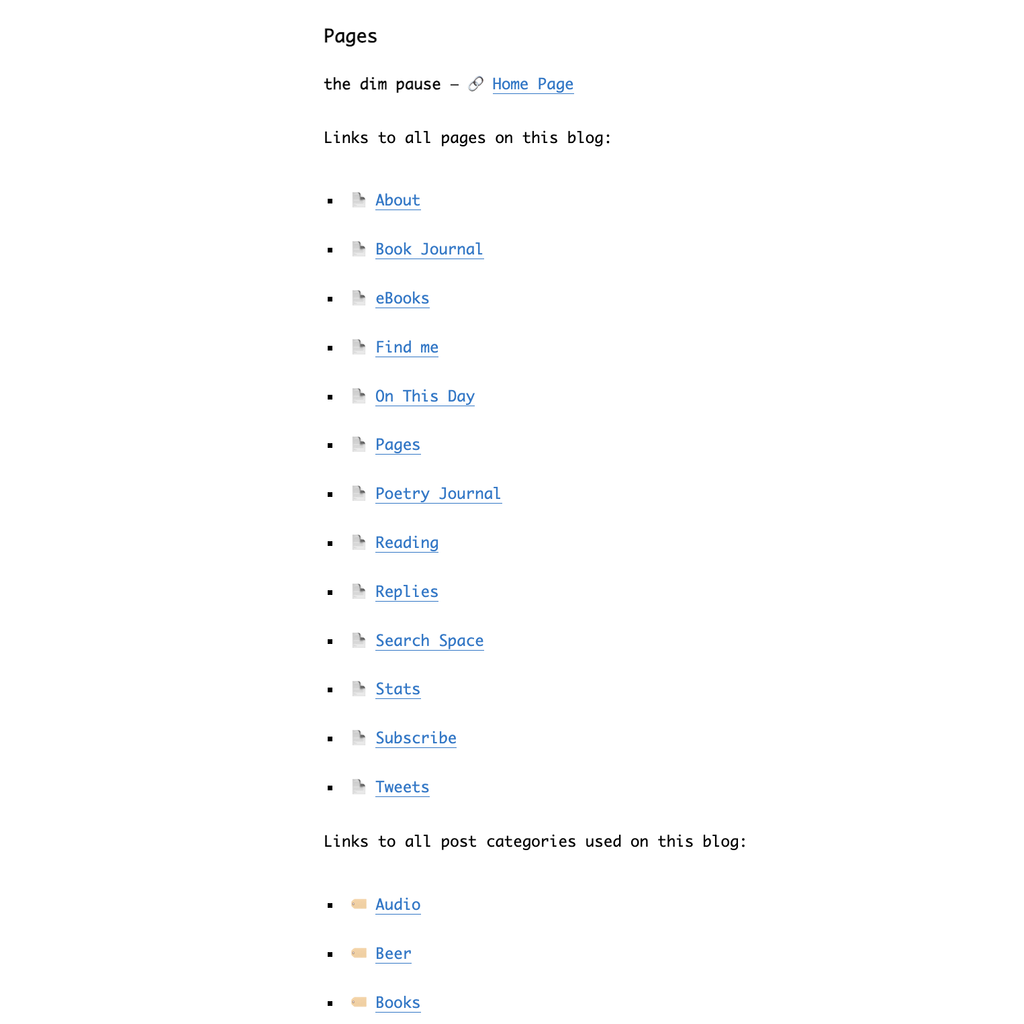 Pages
the dim pause — 🔗 Home Page
Links to all pages on this blog:
About
Book Journal
eBooks
Find me
On This Day
Pages
Poetry Journal
Reading
Replies
Search Space
Stats
Subscribe
Tweets
Links to all post categories used on this blog:
Audio
Beer
Books